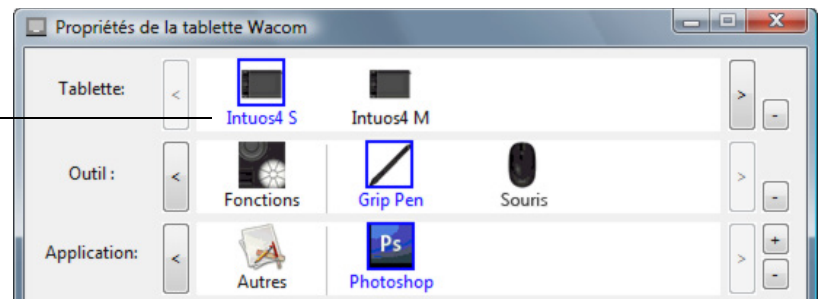 Propriétés de la tablette Wacom
Tablette:
<
Intuos4 S
Intuos4 M
>
-
Outil :
<
Fonctions
Grip Pen
Souris
>
-
Application:
<
Autres
Ps
Photoshop
>
+
-